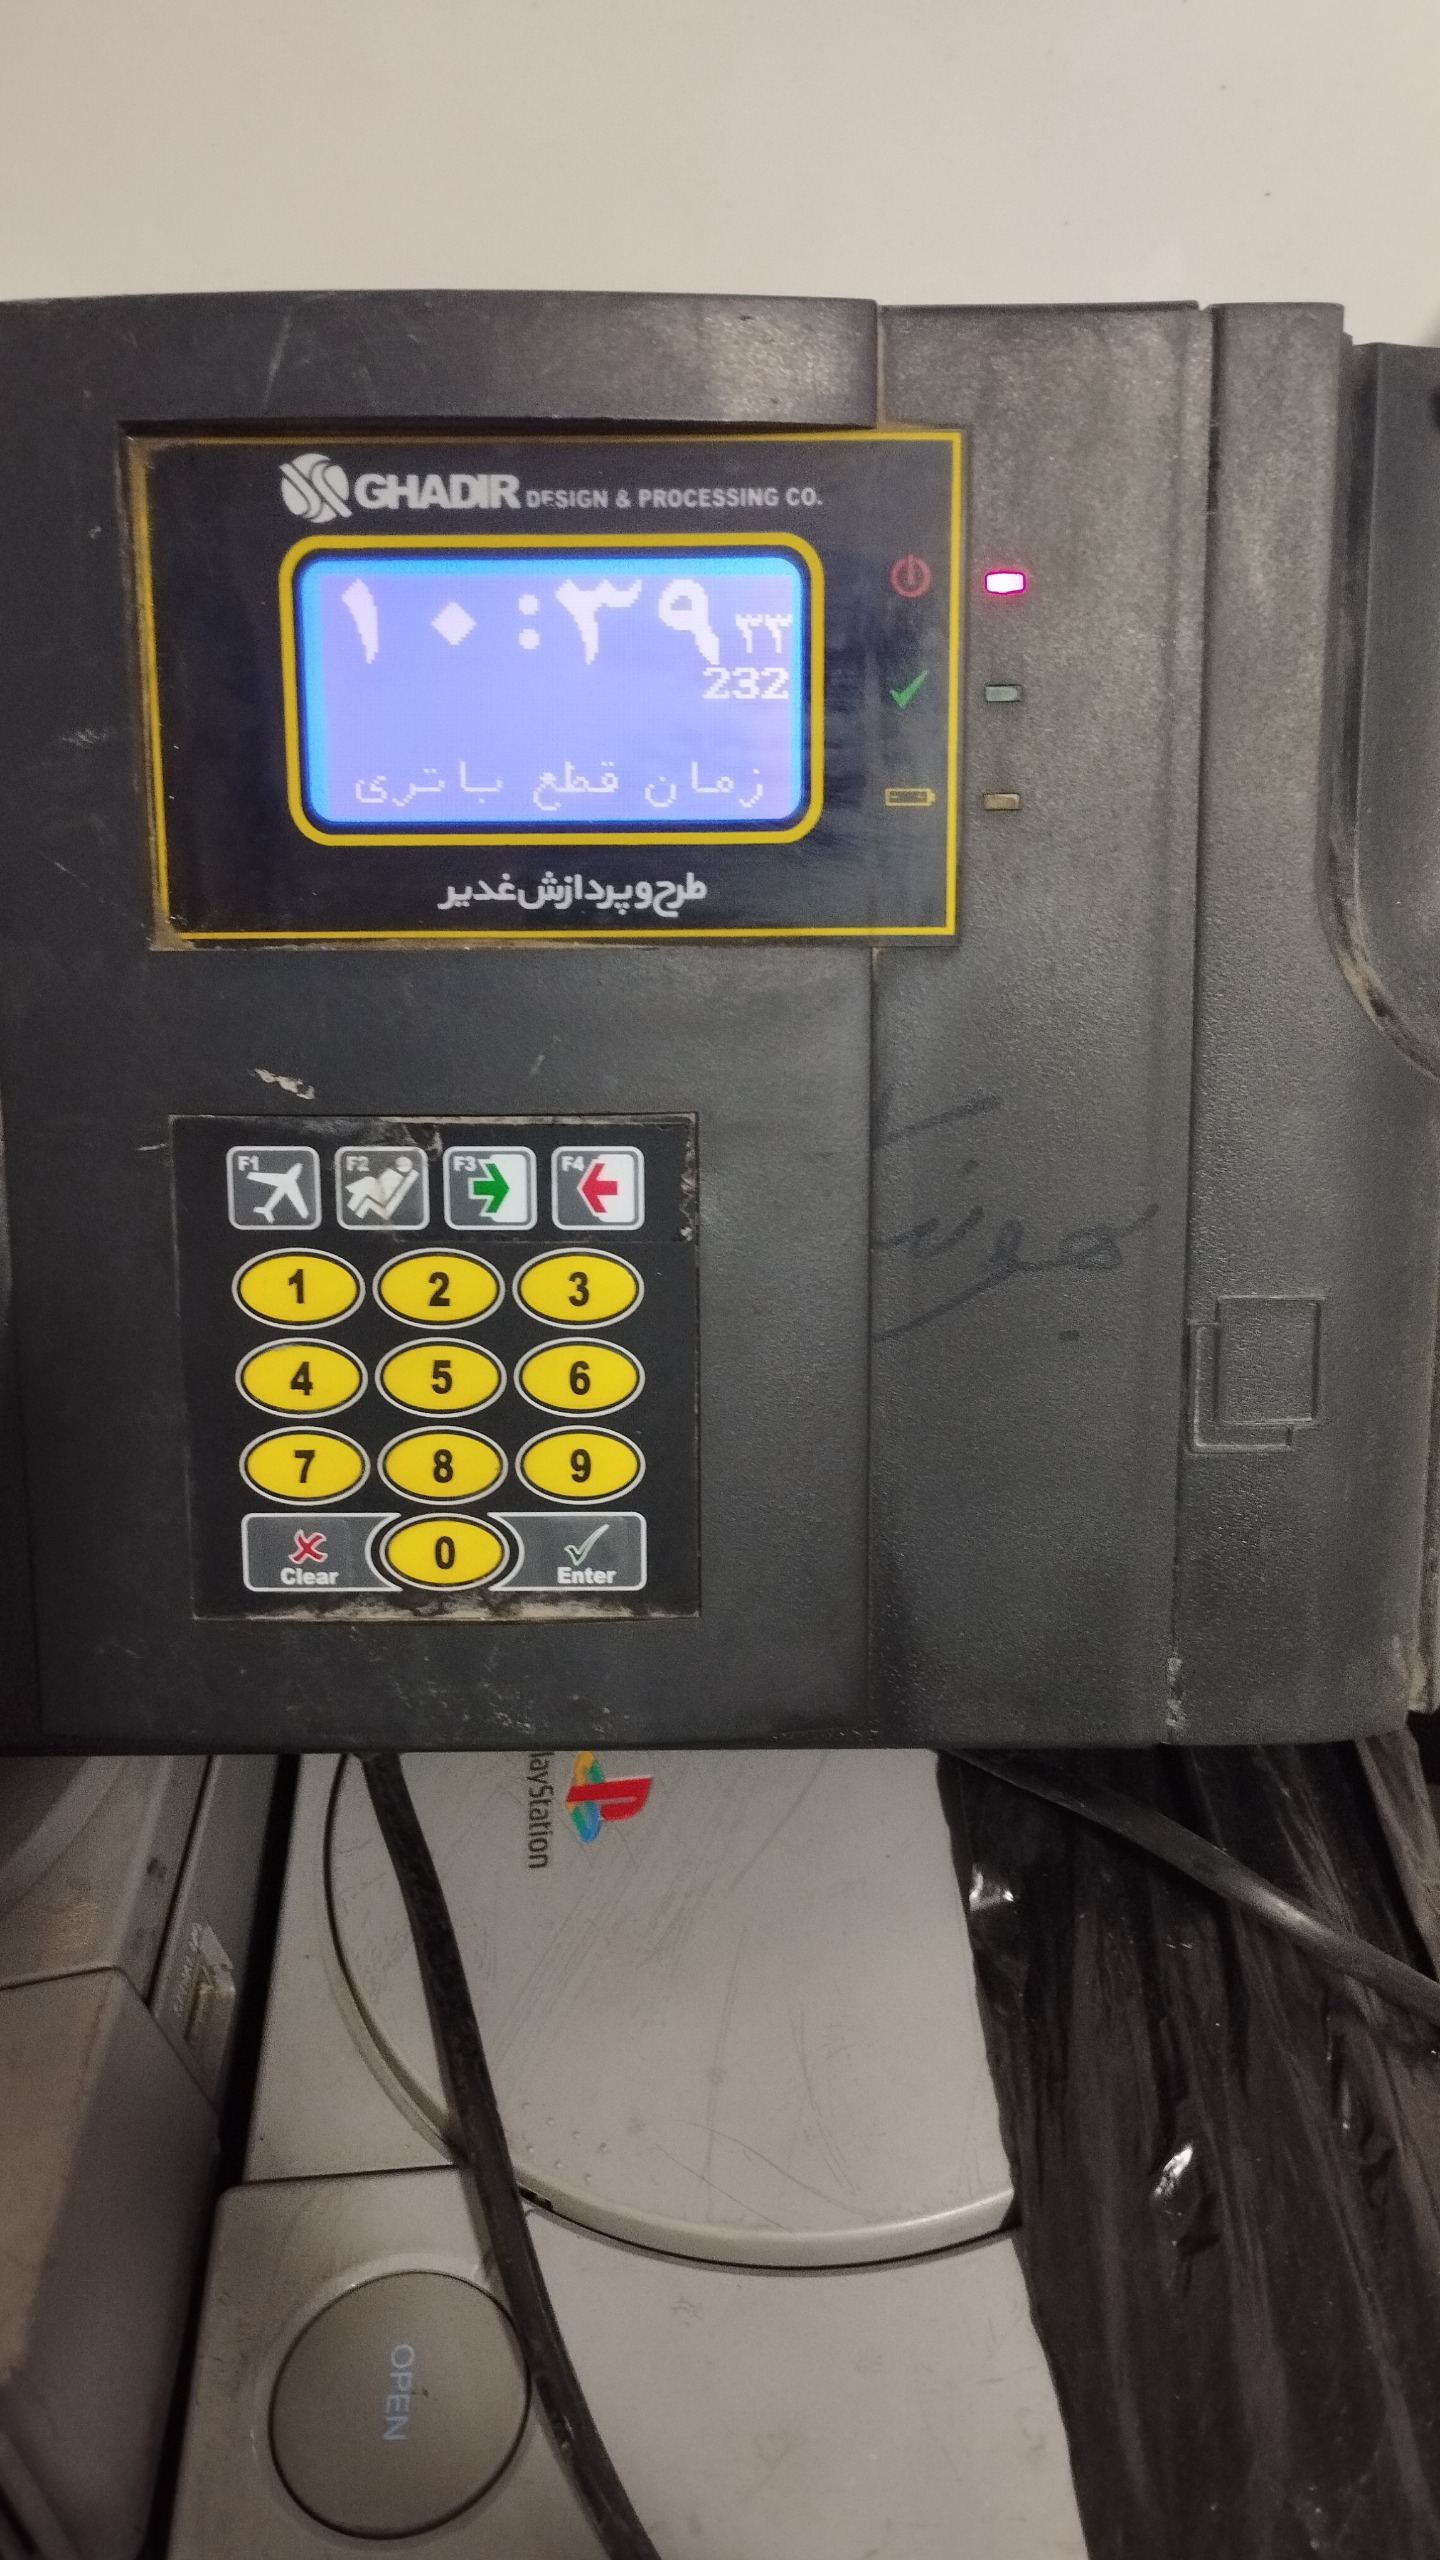 GHADIR DESIGN & PROCESSING CO.
۱۰:۳۹ ۳۳
232
زمان قطع باتری
طرح و پردازش غدیر
F1 F2 F3 F4
1 2 3
4 5 6
7 8 9
Clear 0 Enter
layStation
OPEN